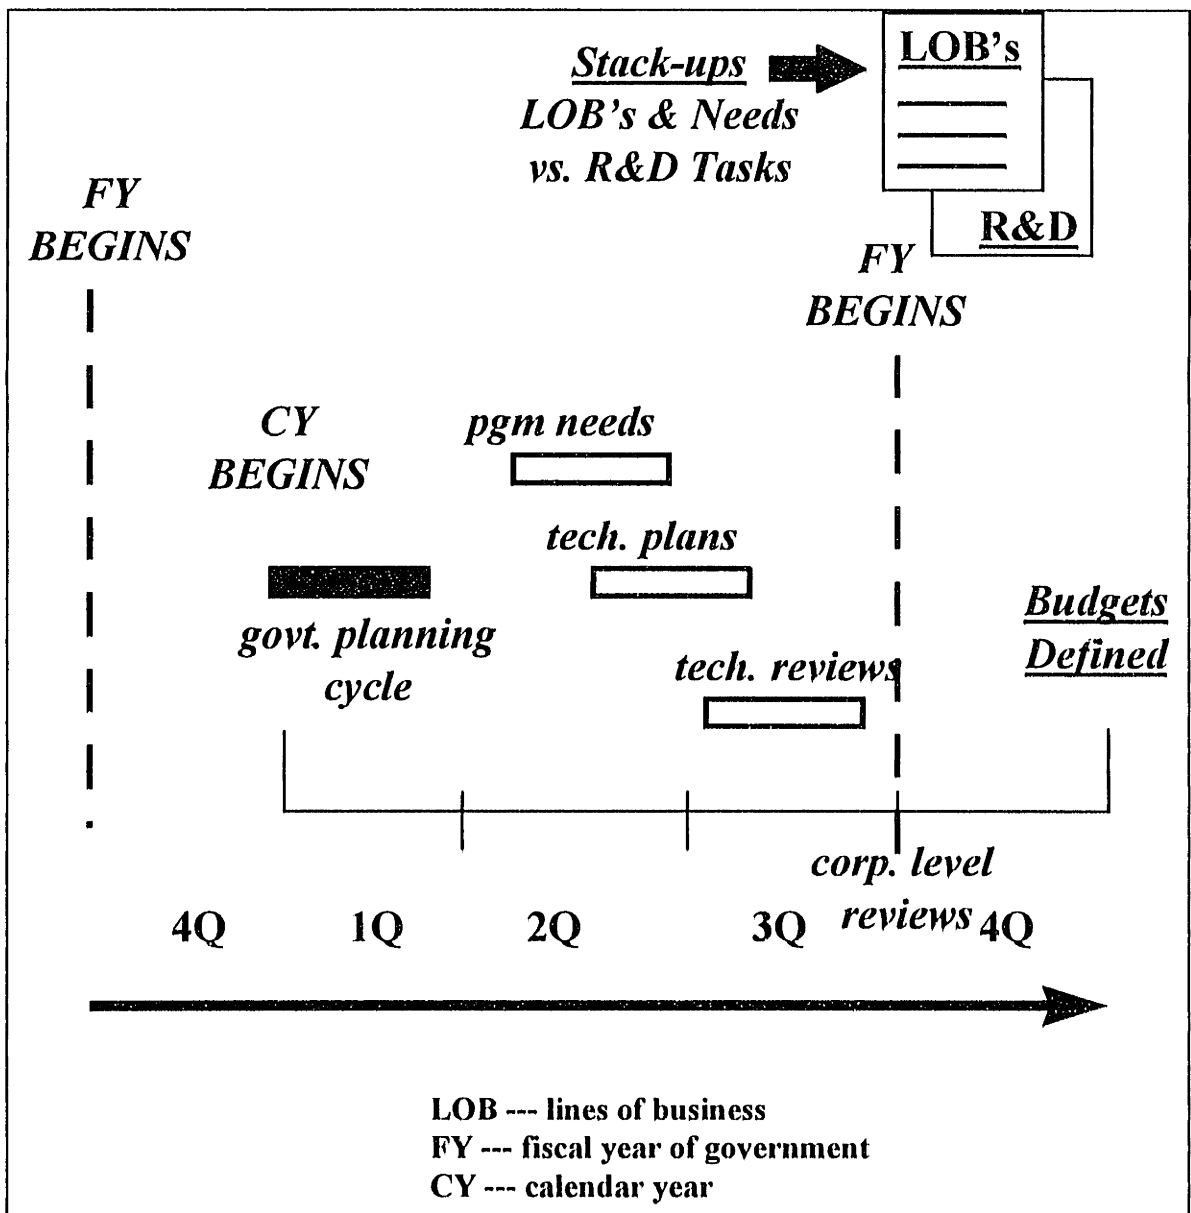 Stack-ups
LOB's & Needs
vs. R&D Tasks
LOB's
R&D
FY
BEGINS
FY
BEGINS
CY
BEGINS
pgm needs
tech. plans
govt. planning
cycle
tech. reviews
Budgets
Defined
corp. level
reviews
4Q 1Q 2Q 3Q 4Q
LOB --- lines of business
FY --- fiscal year of government
CY --- calendar year